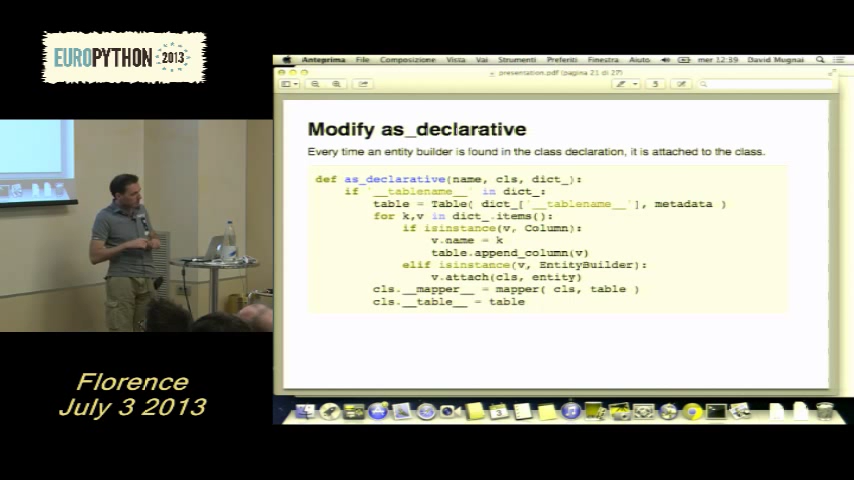 EUROPYTHON 2013
Anteprima File Composizione Vista Vai Strumenti Preferiti Finestra Aiuto mer 12:39 David Mugnai
presentation.pdf (pagina 21 di 27)
Modify as_declarative
Every time an entity builder is found in the class declaration, it is attached to the class.
def as_declarative(name, cls, dict_):
if '__tablename__' in dict_:
table = Table( dict_['__tablename__'], metadata )
for k,v in dict_.items():
if isinstance(v, Column):
v.name = k
table.append_column(v)
elif isinstance(v, EntityBuilder):
v.attach(cls, entity)
cls.__mapper__ = mapper( cls, table )
cls.__table__ = table
Florence
July 3 2013